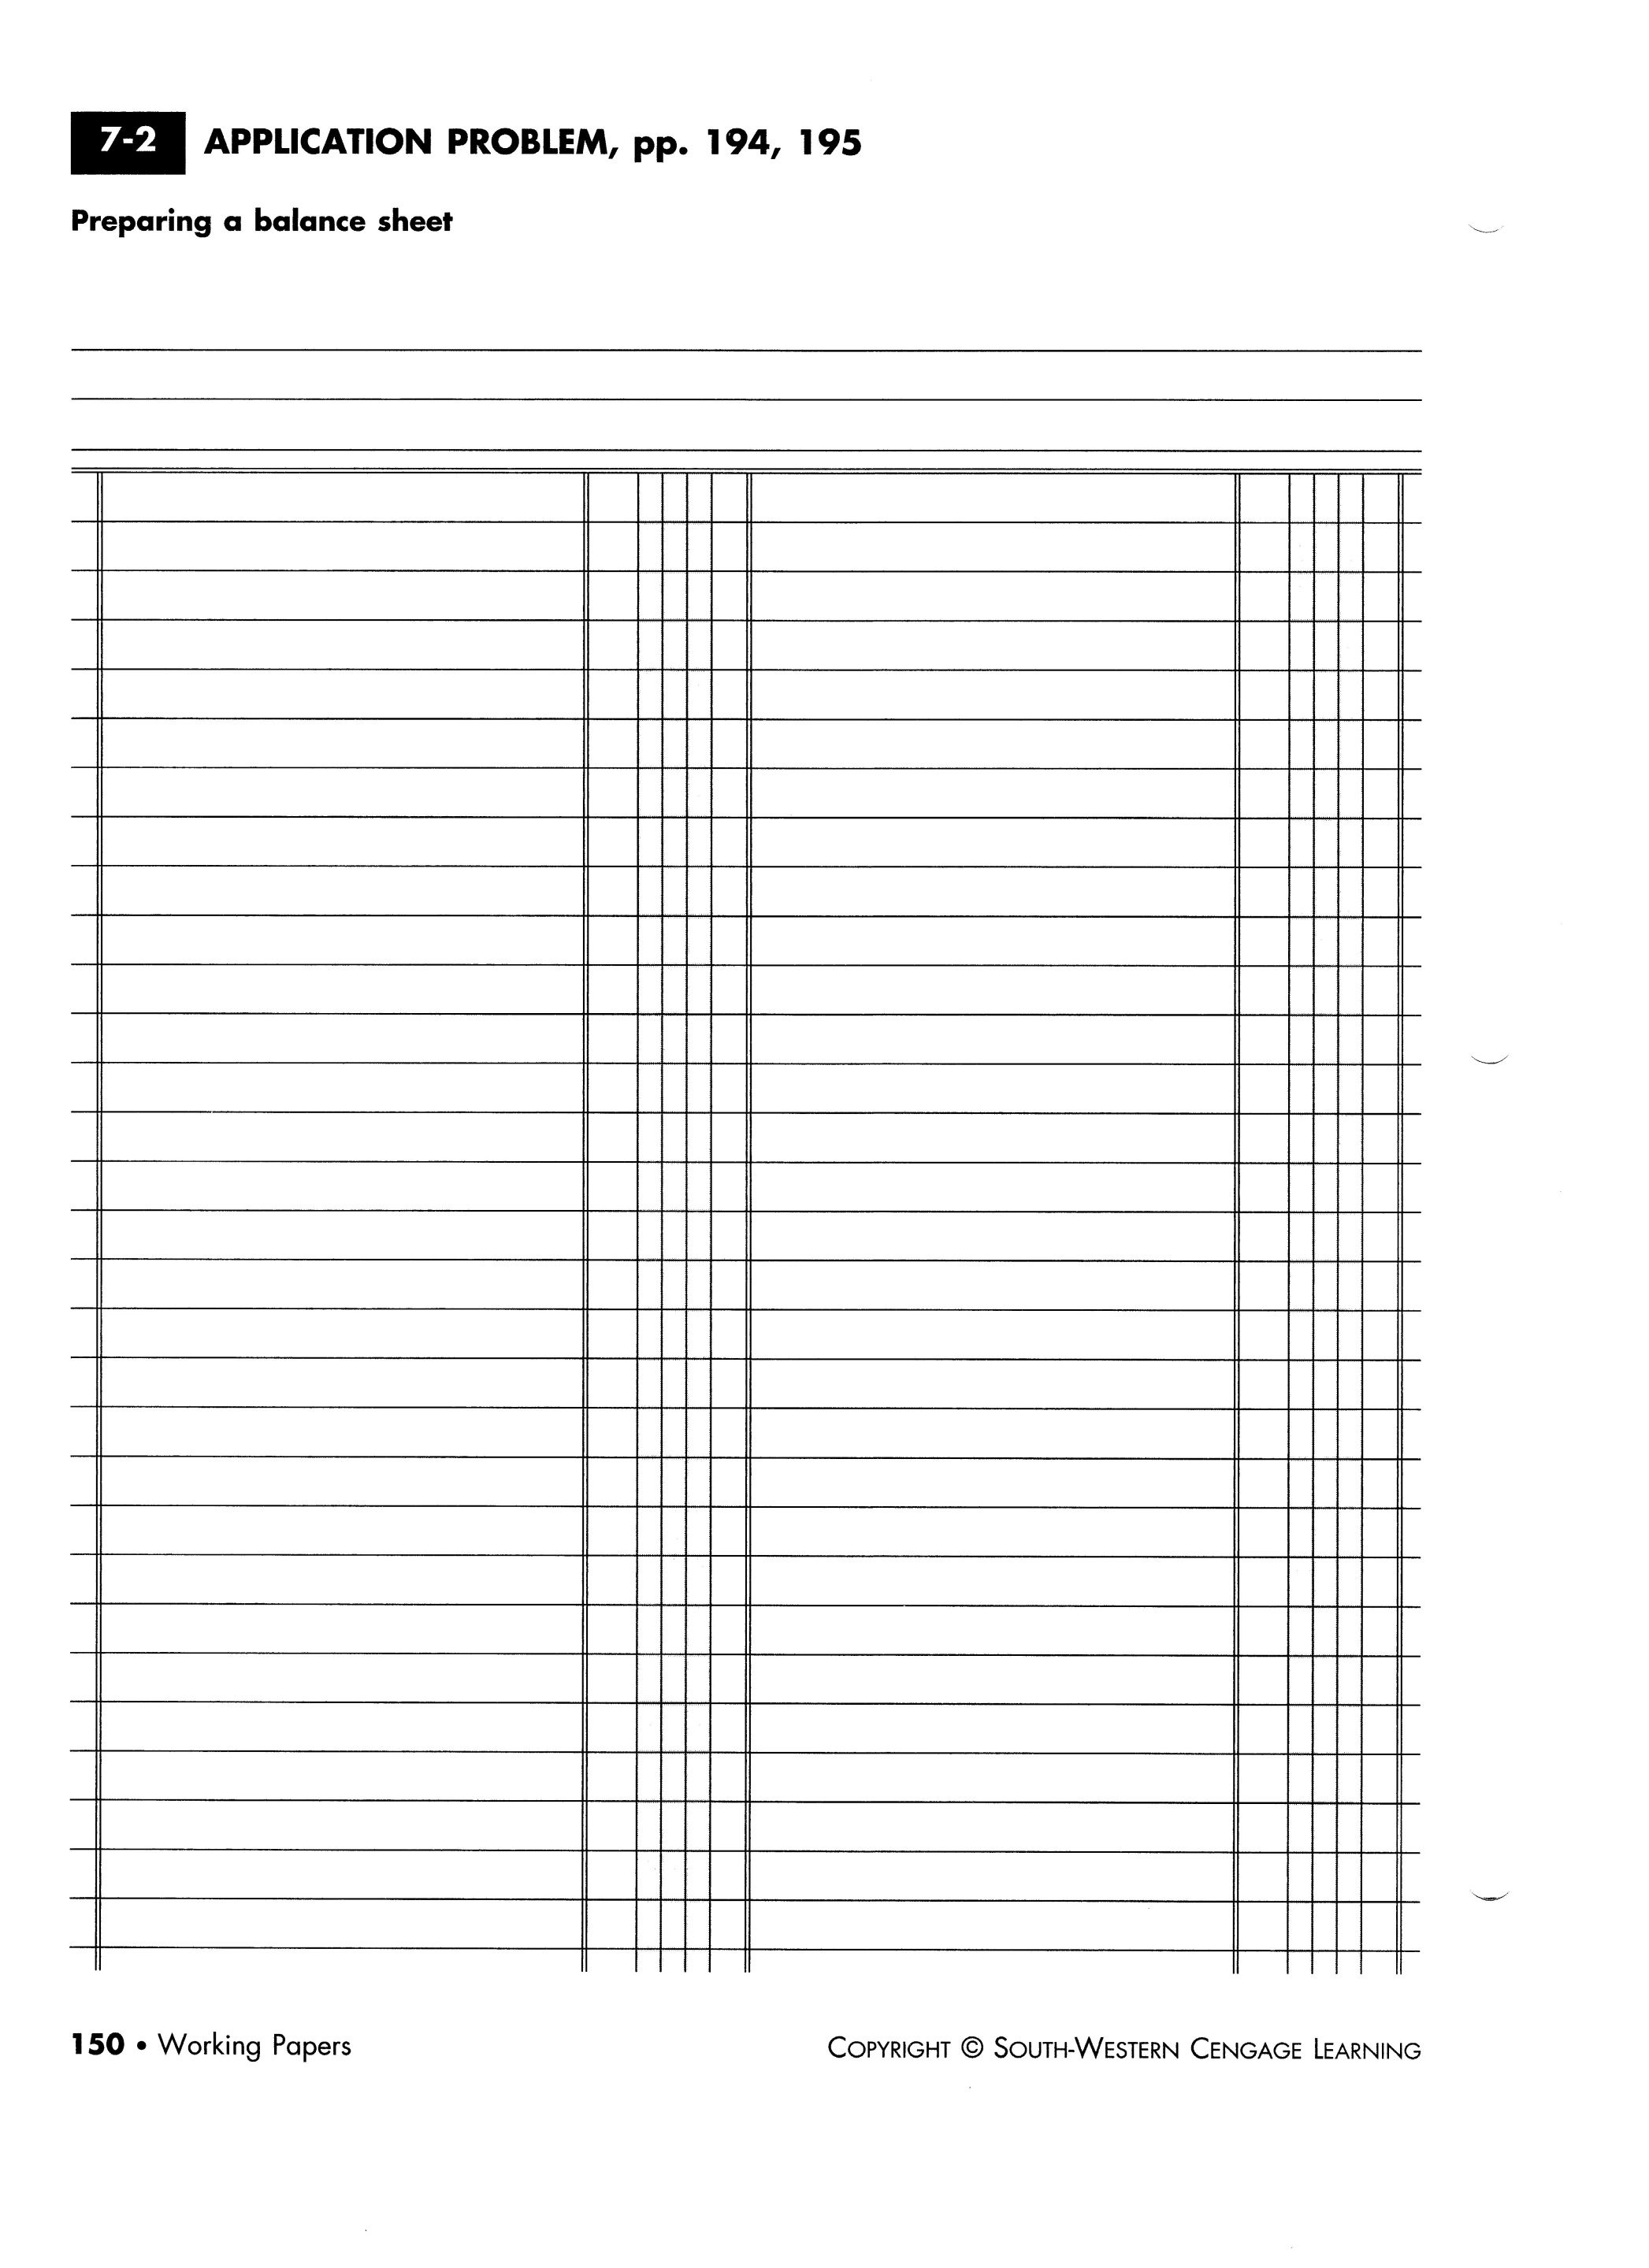 7-2 APPLICATION PROBLEM, pp. 194, 195
Preparing a balance sheet
150 • Working Papers
COPYRIGHT © SOUTH-WESTERN CENGAGE LEARNING